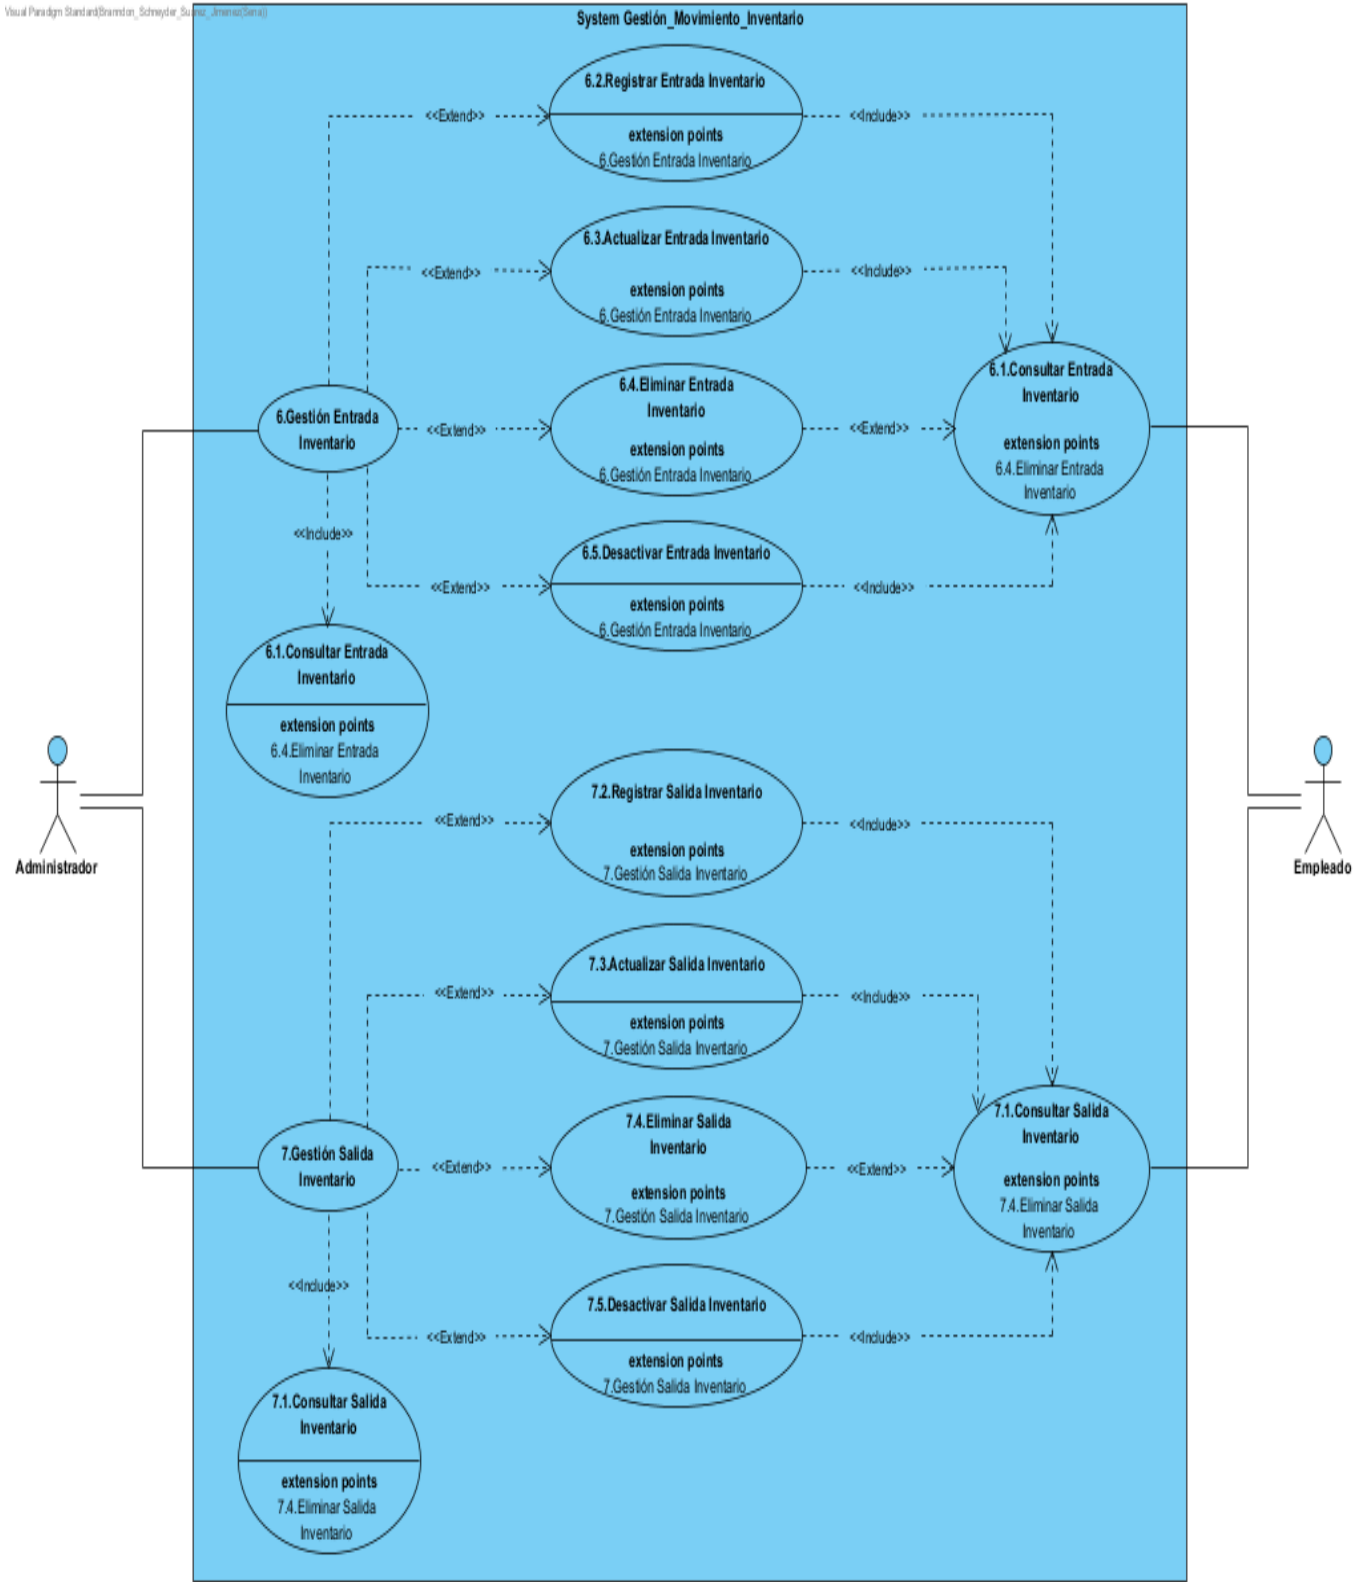 Visual Paradigm Standard(Branndon_Schneyder_Suarez_Jimenez(Sena))
System Gestión_Movimiento_Inventario
6.2.Registrar Entrada Inventario
extension points
6.Gestión Entrada Inventario
<<Extend>>
<<Include>>
6.3.Actualizar Entrada Inventario
extension points
6.Gestión Entrada Inventario
<<Extend>>
<<Include>>
6.4.Eliminar Entrada
Inventario
extension points
6.Gestión Entrada Inventario
<<Extend>>
<<Extend>>
6.Gestión Entrada
Inventario
6.1.Consultar Entrada
Inventario
extension points
6.4.Eliminar Entrada
Inventario
<<Include>>
6.5.Desactivar Entrada Inventario
extension points
6.Gestión Entrada Inventario
<<Extend>>
<<Include>>
6.1.Consultar Entrada
Inventario
extension points
6.4.Eliminar Entrada
Inventario
Administrador
Empleado
7.2.Registrar Salida Inventario
extension points
7.Gestión Salida Inventario
<<Extend>>
<<Include>>
7.3.Actualizar Salida Inventario
extension points
7.Gestión Salida Inventario
<<Extend>>
<<Include>>
7.4.Eliminar Salida
Inventario
extension points
7.Gestión Salida Inventario
<<Extend>>
<<Extend>>
7.Gestión Salida
Inventario
7.1.Consultar Salida
Inventario
extension points
7.4.Eliminar Salida
Inventario
<<Include>>
7.5.Desactivar Salida Inventario
extension points
7.Gestión Salida Inventario
<<Extend>>
<<Include>>
7.1.Consultar Salida
Inventario
extension points
7.4.Eliminar Salida
Inventario